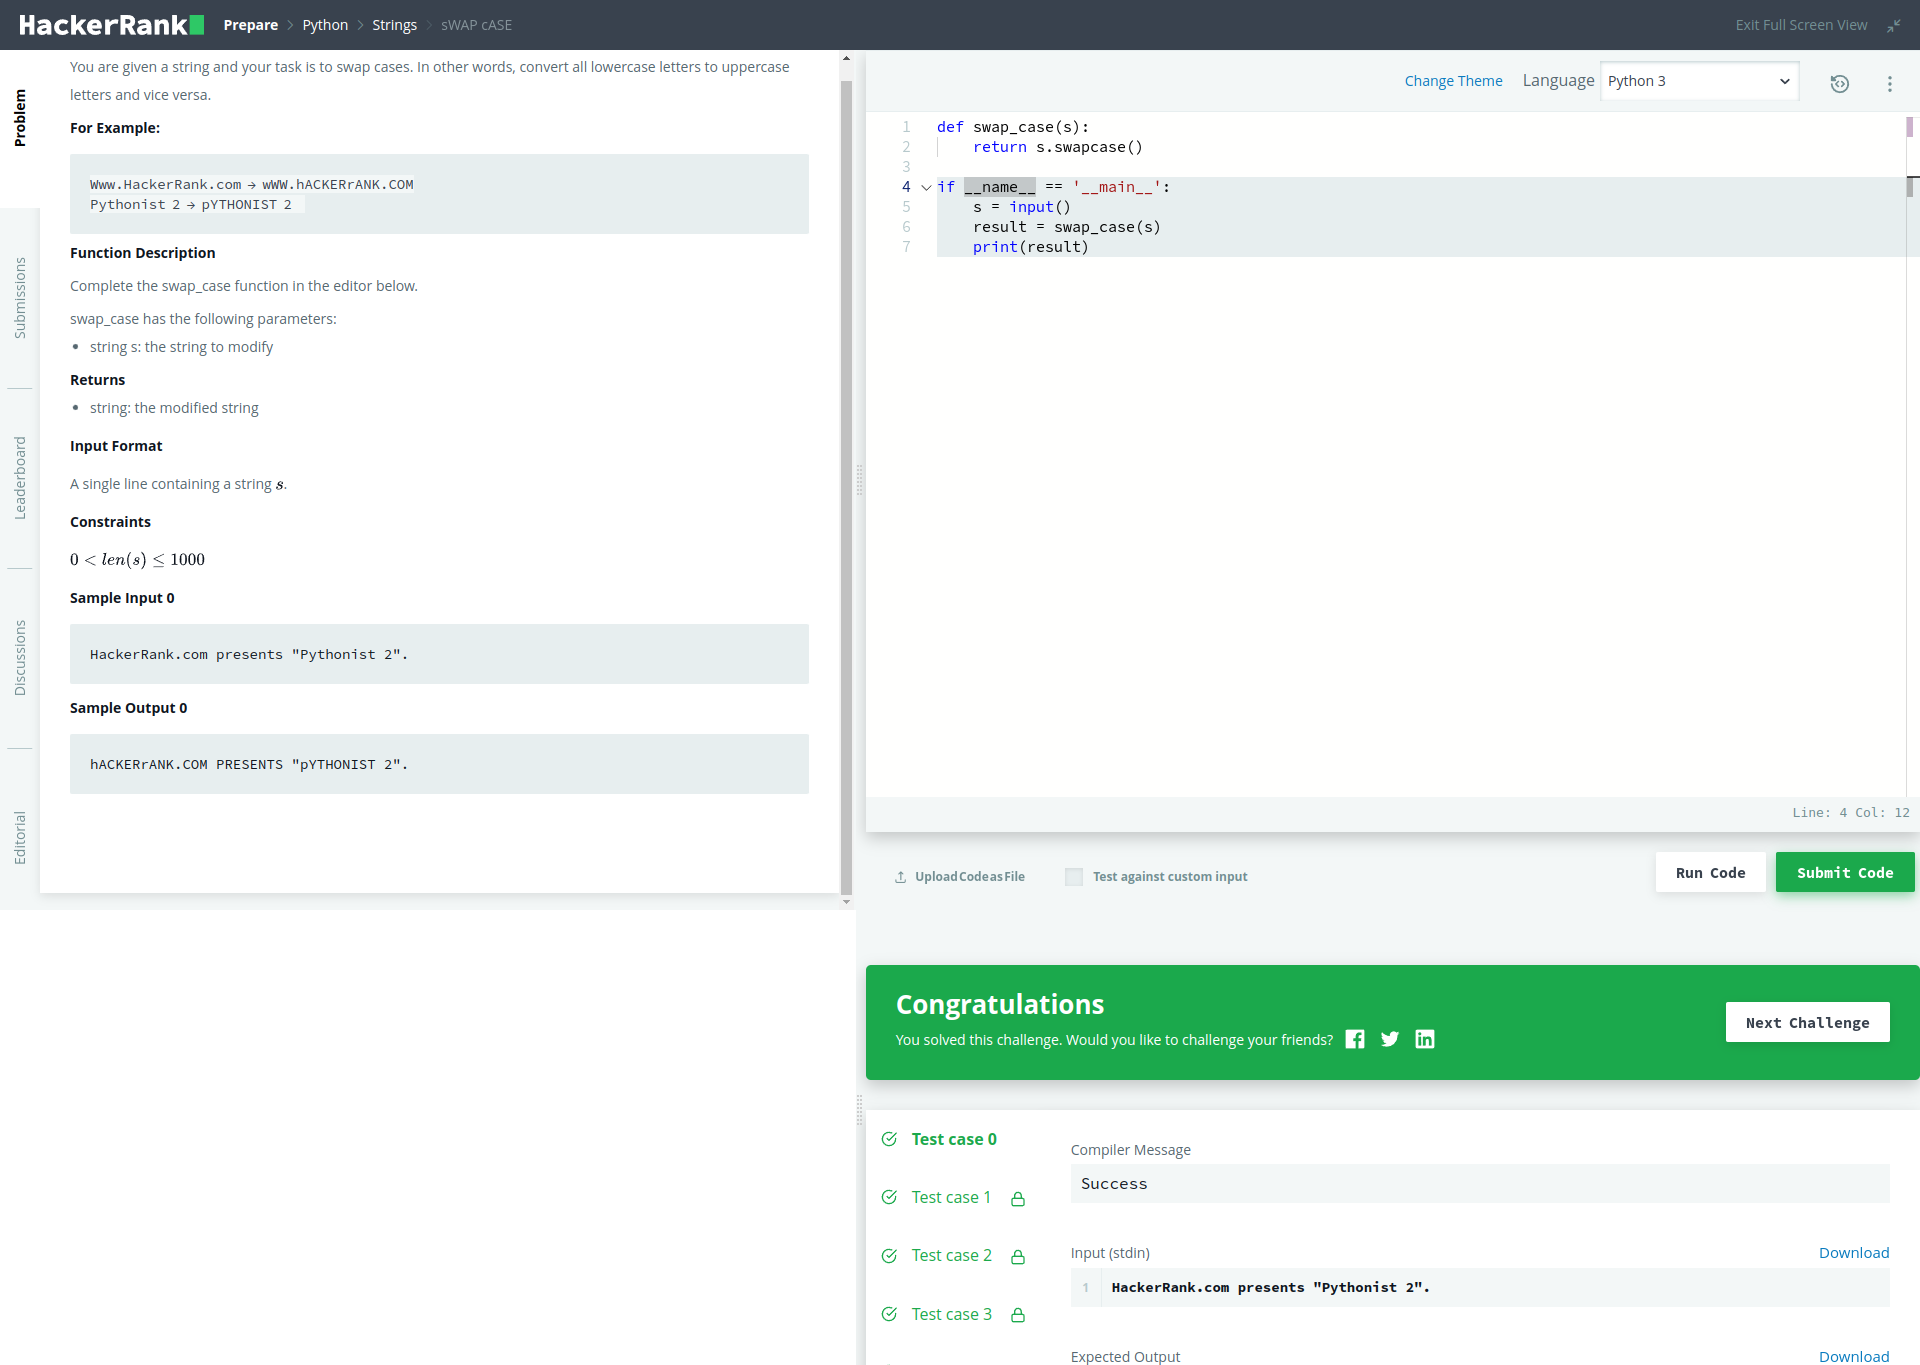 HackerRank Prepare > Python > Strings > sWAP cASE Exit Full Screen View
Problem
Submissions
Leaderboard
Discussions
Editorial
You are given a string and your task is to swap cases. In other words, convert all lowercase letters to uppercase
letters and vice versa.
For Example:
Www.HackerRank.com → wWW.hACKERrANK.COM
Pythonist 2 → pYTHONIST 2
Function Description
Complete the swap_case function in the editor below.
swap_case has the following parameters:
• string s: the string to modify
Returns
• string: the modified string
Input Format
A single line containing a string s.
Constraints
0 < len(s) ≤ 1000
Sample Input 0
HackerRank.com presents "Pythonist 2".
Sample Output 0
hACKERrANK.COM PRESENTS "pYTHONIST 2".
Change Theme Language Python 3
1 def swap_case(s):
2 return s.swapcase()
3
4 if __name__ == '__main__':
5 s = input()
6 result = swap_case(s)
7 print(result)
Line: 4 Col: 12
Upload Code as File Test against custom input Run Code Submit Code
Congratulations
You solved this challenge. Would you like to challenge your friends?
Next Challenge
Test case 0
Test case 1
Test case 2
Test case 3
Compiler Message
Success
Input (stdin) Download
1 HackerRank.com presents "Pythonist 2".
Expected Output Download